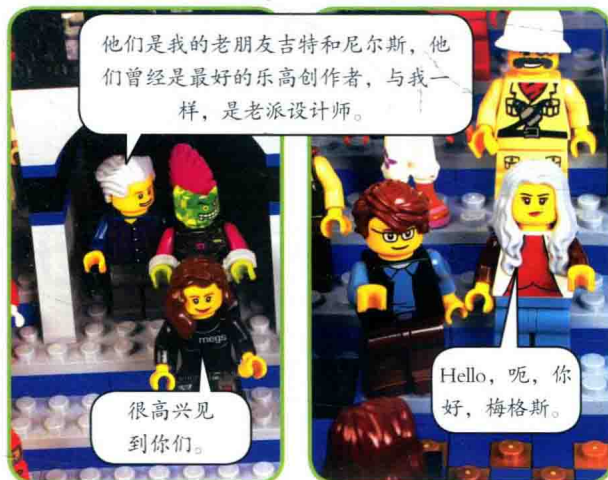 他们是我的老朋友吉特和尼尔斯，他
们曾经是最好的乐高创作者，与我一
样，是老派设计师。
megs
很高兴见
到你们。
Hello，呃，你
好，梅格斯。